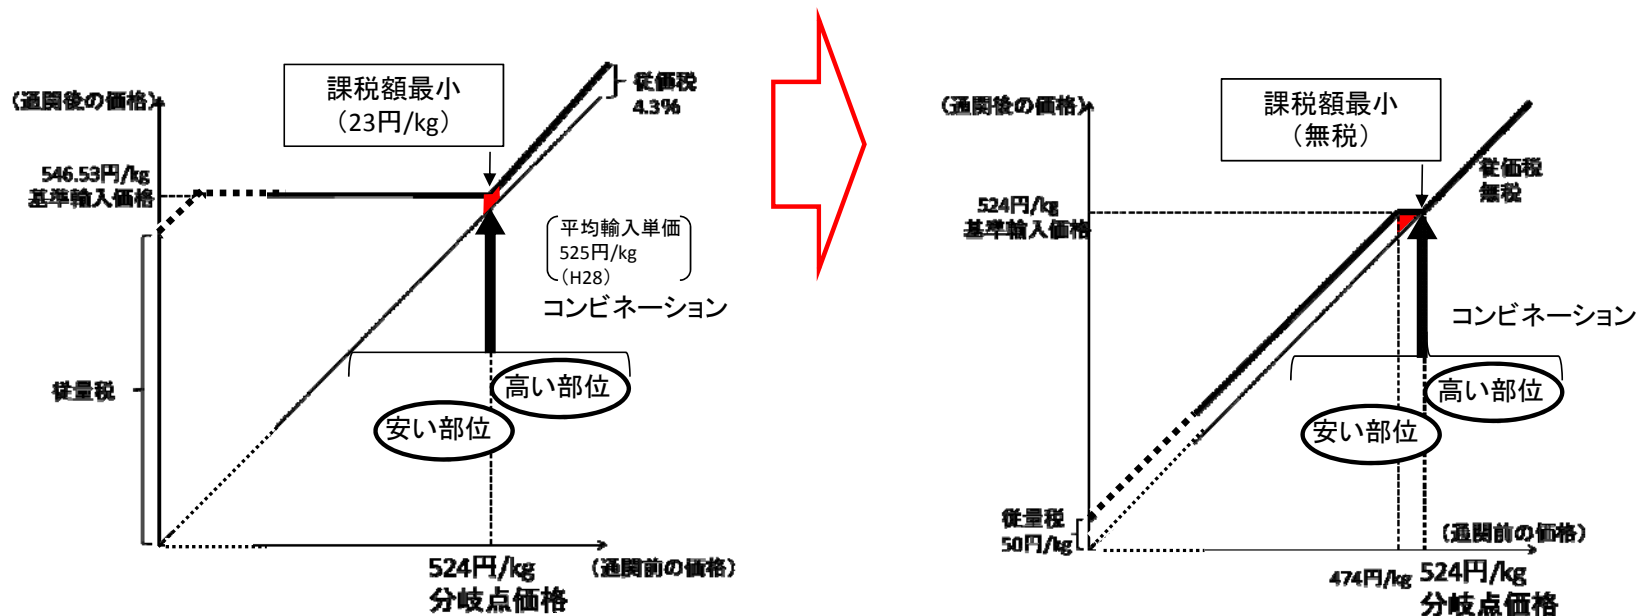 課税額最小
（23円/kg）
従価税
4.3%
（通関後の価格）
546.53円/kg
基準輸入価格
平均輸入単価
525円/kg
（H28）
コンビネーション
従量税
高い部位
安い部位
524円/kg
分岐点価格
（通関前の価格）
課税額最小
（無税）
（通関後の価格）
従価税
無税
524円/kg
基準輸入価格
コンビネーション
高い部位
安い部位
従量税
50円/kg
（通関前の価格）
474円/kg
524円/kg
分岐点価格